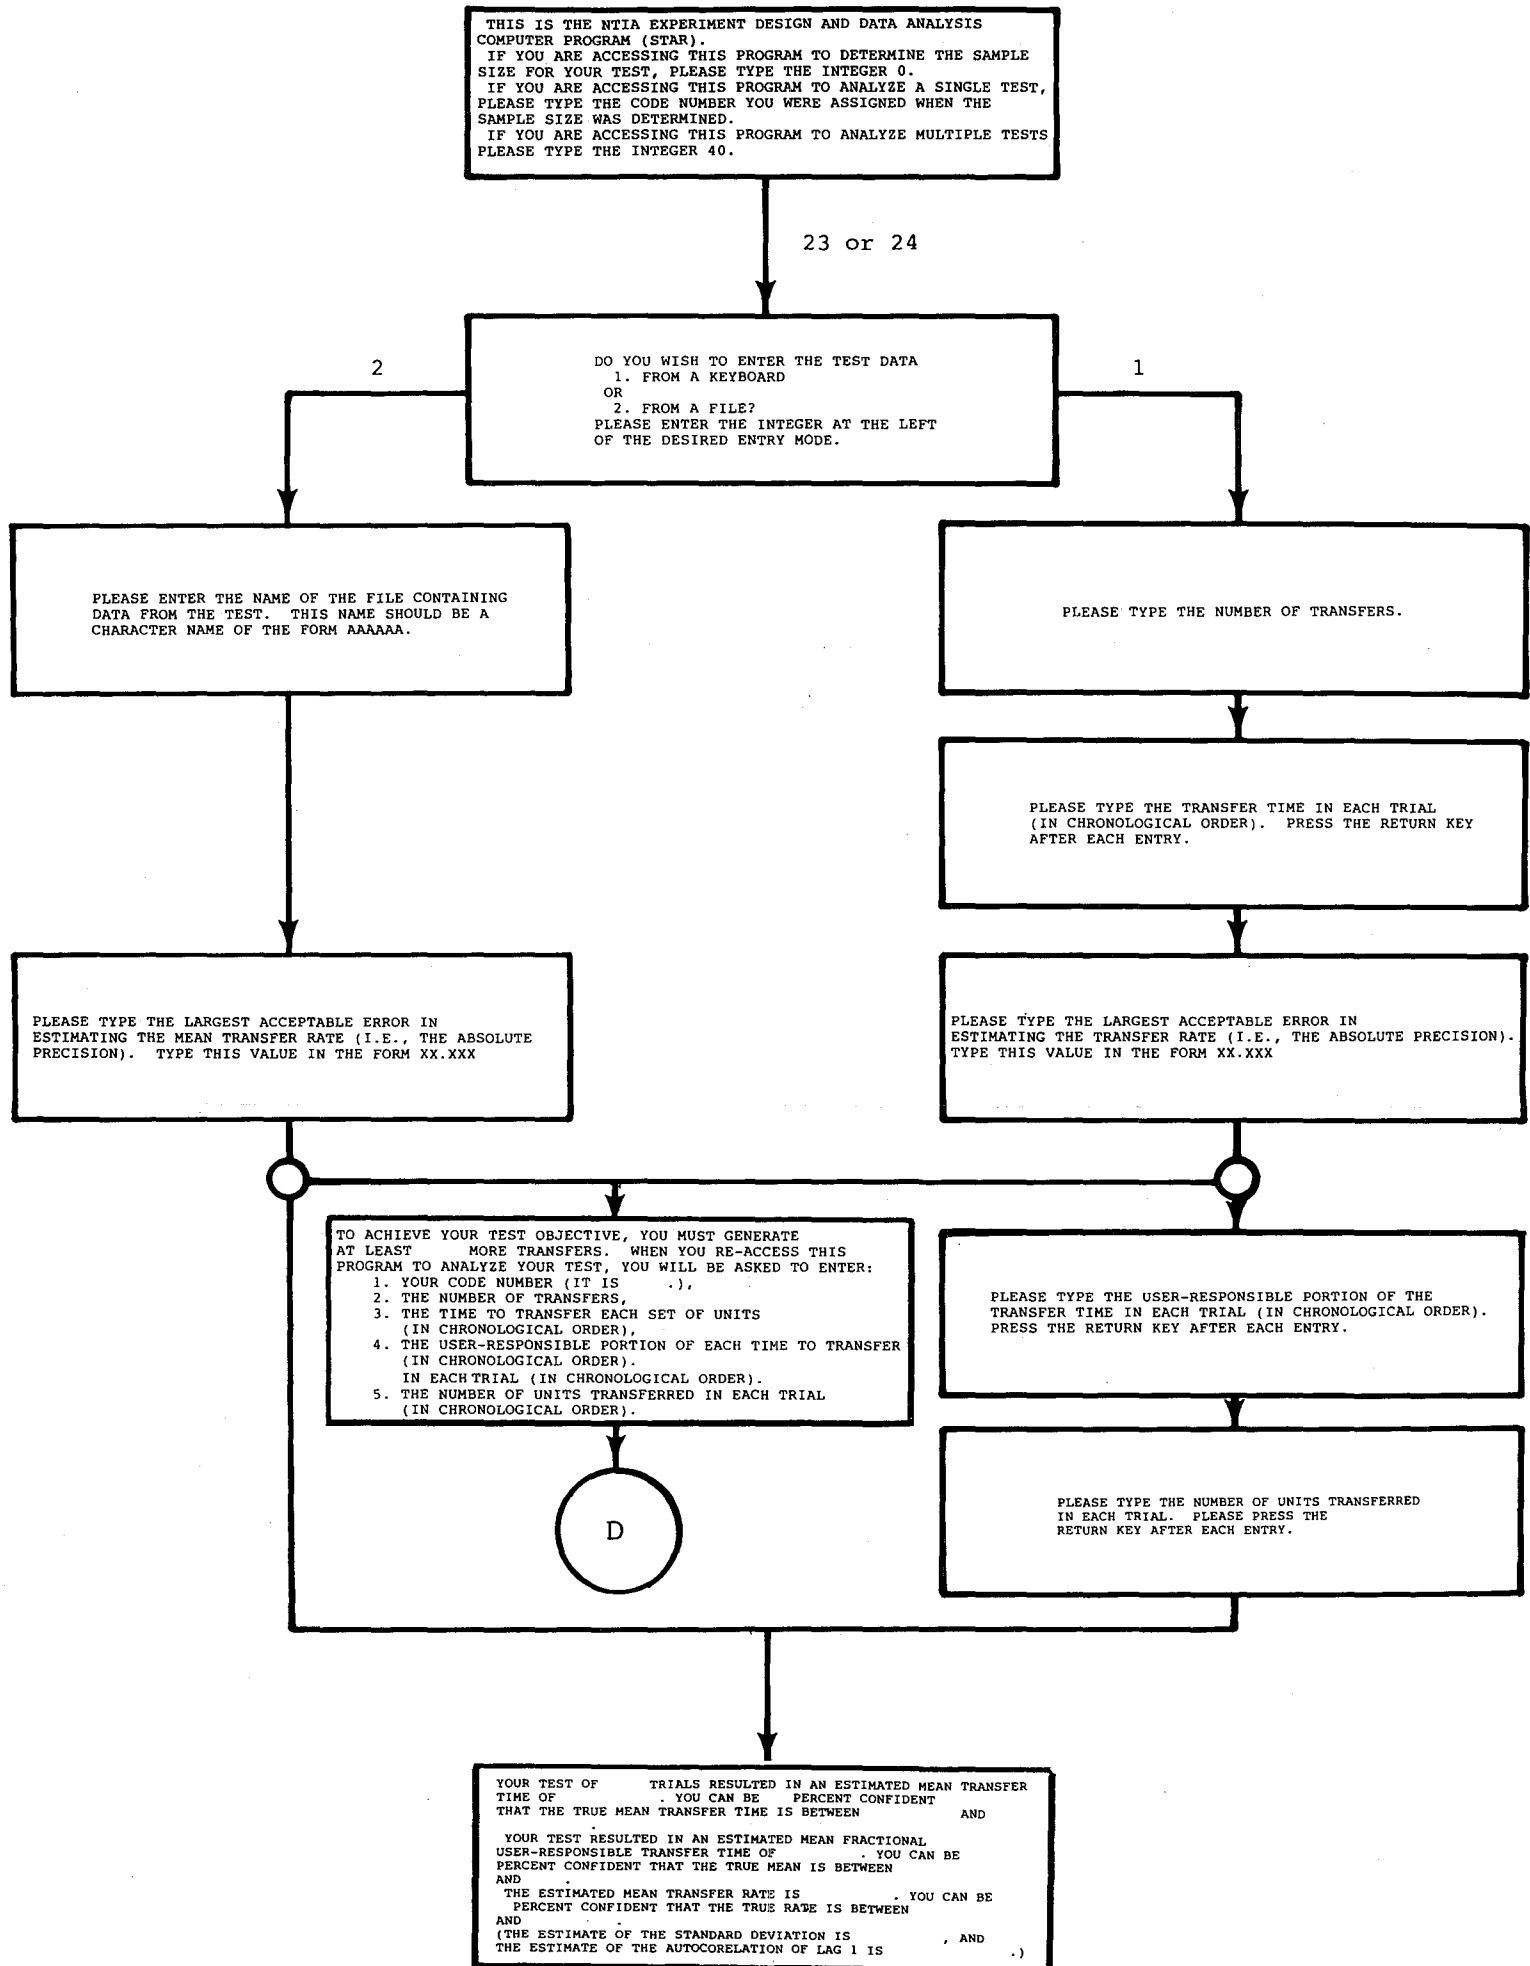 THIS IS THE NTIA EXPERIMENT DESIGN AND DATA ANALYSIS
COMPUTER PROGRAM (STAR).
IF YOU ARE ACCESSING THIS PROGRAM TO DETERMINE THE SAMPLE
SIZE FOR YOUR TEST, PLEASE TYPE THE INTEGER 0.
IF YOU ARE ACCESSING THIS PROGRAM TO ANALYZE A SINGLE TEST,
PLEASE TYPE THE CODE NUMBER YOU WERE ASSIGNED WHEN THE
SAMPLE SIZE WAS DETERMINED.
IF YOU ARE ACCESSING THIS PROGRAM TO ANALYZE MULTIPLE TESTS
PLEASE TYPE THE INTEGER 40.
23 or 24
DO YOU WISH TO ENTER THE TEST DATA
1. FROM A KEYBOARD
OR
2. FROM A FILE?
PLEASE ENTER THE INTEGER AT THE LEFT
OF THE DESIRED ENTRY MODE.
2
1
PLEASE ENTER THE NAME OF THE FILE CONTAINING
DATA FROM THE TEST. THIS NAME SHOULD BE A
CHARACTER NAME OF THE FORM AAAAAA.
PLEASE TYPE THE NUMBER OF TRANSFERS.
PLEASE TYPE THE TRANSFER TIME IN EACH TRIAL
(IN CHRONOLOGICAL ORDER). PRESS THE RETURN KEY
AFTER EACH ENTRY.
PLEASE TYPE THE LARGEST ACCEPTABLE ERROR IN
ESTIMATING THE MEAN TRANSFER RATE (I.E., THE ABSOLUTE
PRECISION). TYPE THIS VALUE IN THE FORM XX.XXX
PLEASE TYPE THE LARGEST ACCEPTABLE ERROR IN
ESTIMATING THE TRANSFER RATE (I.E., THE ABSOLUTE PRECISION).
TYPE THIS VALUE IN THE FORM XX.XXX
TO ACHIEVE YOUR TEST OBJECTIVE, YOU MUST GENERATE
AT LEAST MORE TRANSFERS. WHEN YOU RE-ACCESS THIS
PROGRAM TO ANALYZE YOUR TEST, YOU WILL BE ASKED TO ENTER:
1. YOUR CODE NUMBER (IT IS .),
2. THE NUMBER OF TRANSFERS,
3. THE TIME TO TRANSFER EACH SET OF UNITS
(IN CHRONOLOGICAL ORDER),
4. THE USER-RESPONSIBLE PORTION OF EACH TIME TO TRANSFER
(IN CHRONOLOGICAL ORDER).
IN EACH TRIAL (IN CHRONOLOGICAL ORDER).
5. THE NUMBER OF UNITS TRANSFERRED IN EACH TRIAL
(IN CHRONOLOGICAL ORDER).
D
PLEASE TYPE THE USER-RESPONSIBLE PORTION OF THE
TRANSFER TIME IN EACH TRIAL (IN CHRONOLOGICAL ORDER).
PRESS THE RETURN KEY AFTER EACH ENTRY.
PLEASE TYPE THE NUMBER OF UNITS TRANSFERRED
IN EACH TRIAL. PLEASE PRESS THE
RETURN KEY AFTER EACH ENTRY.
YOUR TEST OF TRIALS RESULTED IN AN ESTIMATED MEAN TRANSFER
TIME OF . YOU CAN BE PERCENT CONFIDENT
THAT THE TRUE MEAN TRANSFER TIME IS BETWEEN AND
.
YOUR TEST RESULTED IN AN ESTIMATED MEAN FRACTIONAL
USER-RESPONSIBLE TRANSFER TIME OF . YOU CAN BE
PERCENT CONFIDENT THAT THE TRUE MEAN IS BETWEEN
AND .
THE ESTIMATED MEAN TRANSFER RATE IS . YOU CAN BE
PERCENT CONFIDENT THAT THE TRUE RATE IS BETWEEN
AND .
(THE ESTIMATE OF THE STANDARD DEVIATION IS , AND
THE ESTIMATE OF THE AUTOCORELATION OF LAG 1 IS .)